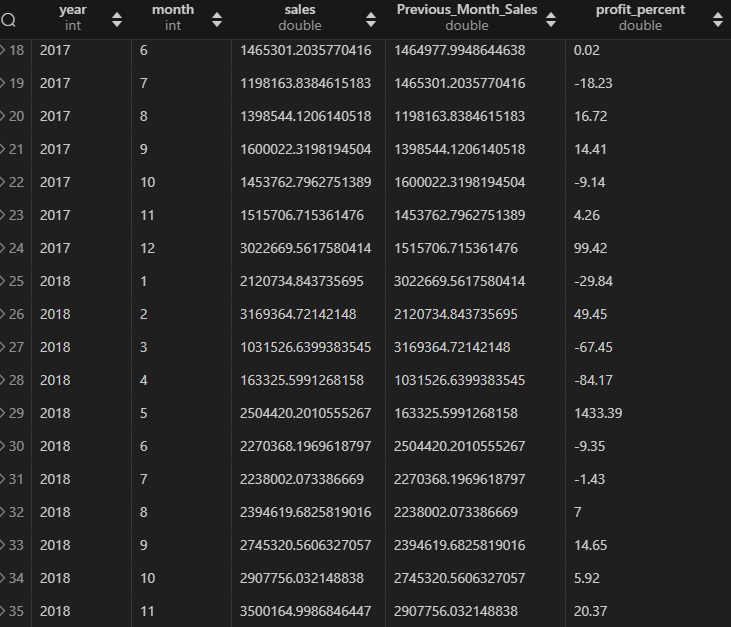 year month sales Previous_Month_Sales profit_percent
int int double double double
18 2017 6 1465301.2035770416 1464977.9948644638 0.02
19 2017 7 1198163.8384615183 1465301.2035770416 -18.23
20 2017 8 1398544.1206140518 1198163.8384615183 16.72
21 2017 9 1600022.3198194504 1398544.1206140518 14.41
22 2017 10 1453762.7962751389 1600022.3198194504 -9.14
23 2017 11 1515706.715361476 1453762.7962751389 4.26
24 2017 12 3022669.5617580414 1515706.715361476 99.42
25 2018 1 2120734.843735695 3022669.5617580414 -29.84
26 2018 2 3169364.72142148 2120734.843735695 49.45
27 2018 3 1031526.6399383545 3169364.72142148 -67.45
28 2018 4 163325.5991268158 1031526.6399383545 -84.17
29 2018 5 2504420.2010555267 163325.5991268158 1433.39
30 2018 6 2270368.1969618797 2504420.2010555267 -9.35
31 2018 7 2238002.073386669 2270368.1969618797 -1.43
32 2018 8 2394619.6825819016 2238002.073386669 7
33 2018 9 2745320.5606327057 2394619.6825819016 14.65
34 2018 10 2907756.032148838 2745320.5606327057 5.92
35 2018 11 3500164.9986846447 2907756.032148838 20.37